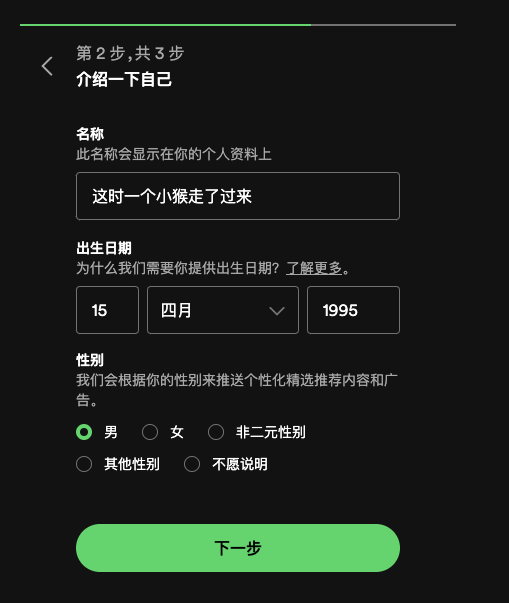 第 2 步,共 3 步
介绍一下自己
名称
此名称会显示在你的个人资料上
这时一个小猴走了过来
出生日期
为什么我们需要你提供出生日期? 了解更多。
15 四月 1995
性别
我们会根据你的性别来推送个性化精选推荐内容和广
告。
男 女 非二元性别
其他性别 不愿说明
下一步